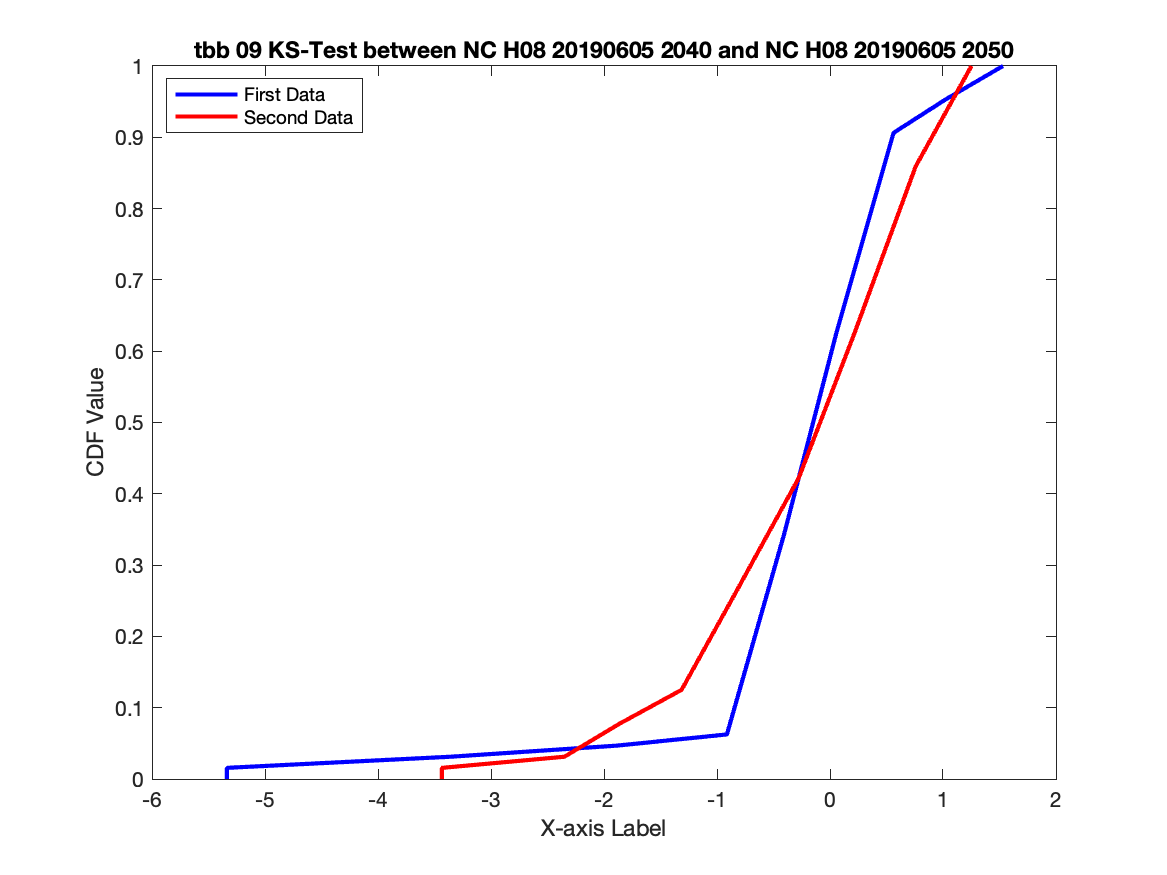 tbb 09 KS-Test between NC H08 20190605 2040 and NC H08 20190605 2050
First Data
Second Data
1
0.9
0.8
0.7
0.6
0.5
0.4
0.3
0.2
0.1
0
CDF Value
-6 -5 -4 -3 -2 -1 0 1 2
X-axis Label